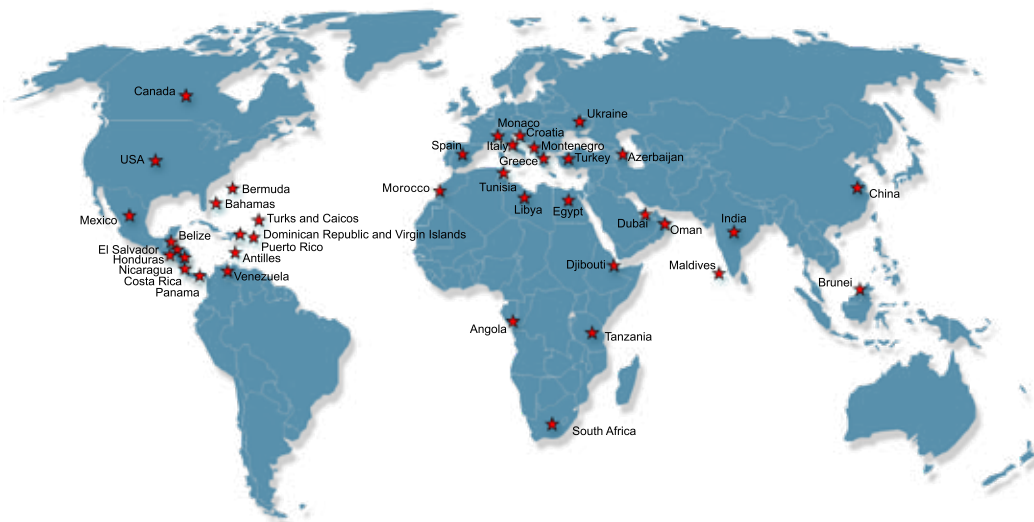 Canada
Ukraine
Monaco
Croatia
Spain
Italy
Montenegro
USA
Greece
Turkey
Azerbaijan
Morocco
Tunisia
Bermuda
China
Bahamas
Libya
Egypt
Mexico
Turks and Caicos
Dubai
India
Oman
Belize
Dominican Republic and Virgin Islands
El Salvador
Puerto Rico
Honduras
Antilles
Djibouti
Maldives
Nicaragua
Venezuela
Costa Rica
Brunei
Panama
Angola
Tanzania
South Africa